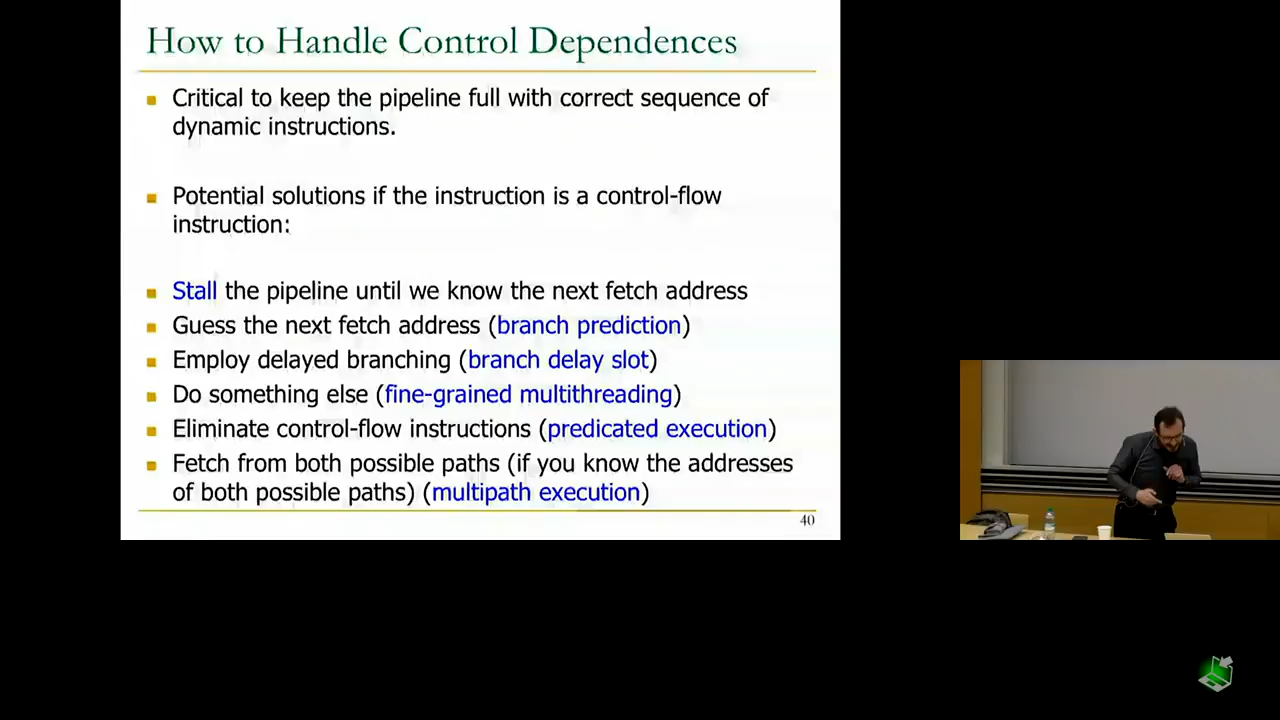 How to Handle Control Dependences
Critical to keep the pipeline full with correct sequence of
dynamic instructions.
Potential solutions if the instruction is a control-flow
instruction:
Stall the pipeline until we know the next fetch address
Guess the next fetch address (branch prediction)
Employ delayed branching (branch delay slot)
Do something else (fine-grained multithreading)
Eliminate control-flow instructions (predicated execution)
Fetch from both possible paths (if you know the addresses
of both possible paths) (multipath execution)
40